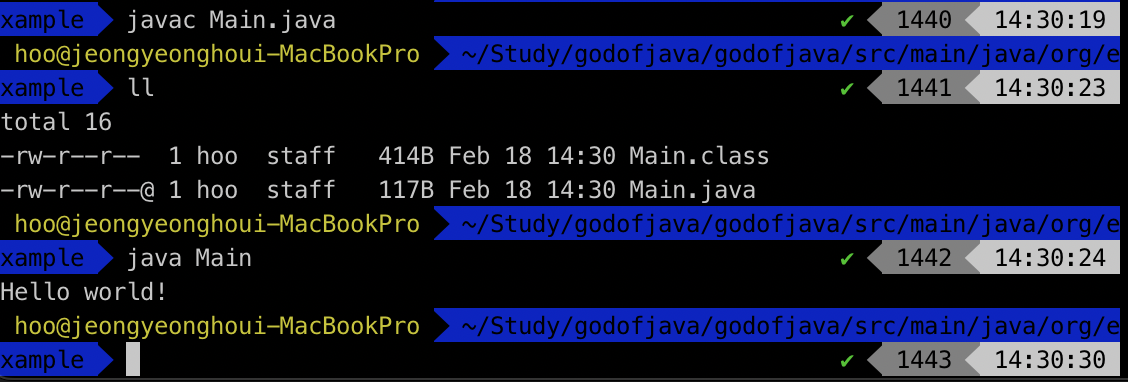 xample javac Main.java ✔ 1440 14:30:19
hoo@jeongyeonghoui-MacBookPro ~/Study/godofjava/godofjava/src/main/java/org/e
xample ll ✔ 1441 14:30:23
total 16
-rw-r--r-- 1 hoo staff 414B Feb 18 14:30 Main.class
-rw-r--r--@ 1 hoo staff 117B Feb 18 14:30 Main.java
hoo@jeongyeonghoui-MacBookPro ~/Study/godofjava/godofjava/src/main/java/org/e
xample java Main ✔ 1442 14:30:24
Hello world!
hoo@jeongyeonghoui-MacBookPro ~/Study/godofjava/godofjava/src/main/java/org/e
xample ✔ 1443 14:30:30